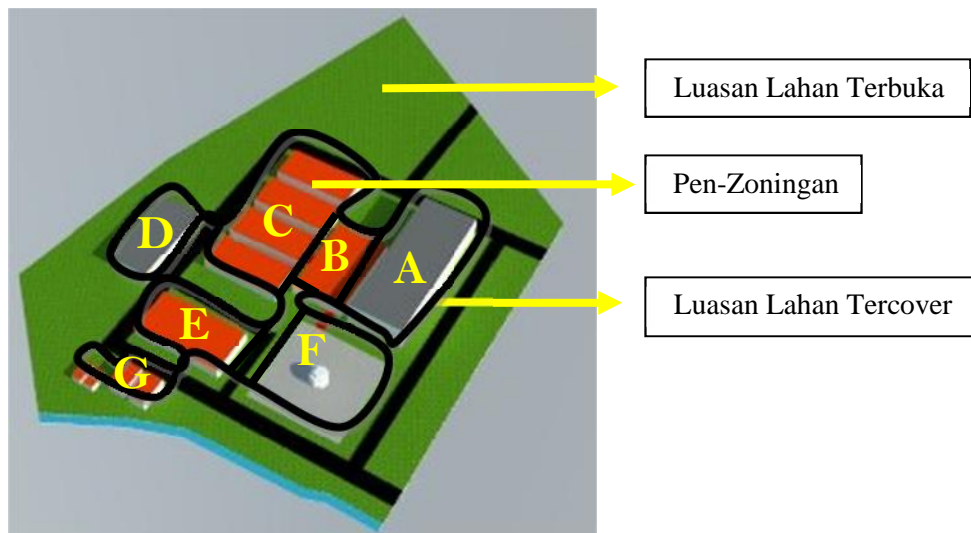 Luasan Lahan Terbuka
Pen-Zoningan
Luasan Lahan Tercover
C
D
B
A
E
F
G